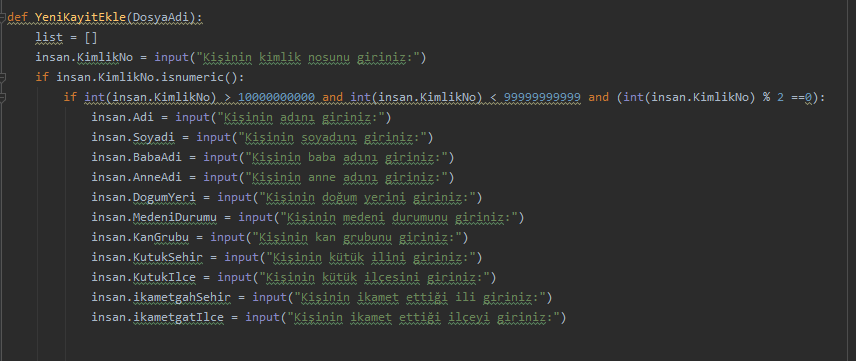 def YeniKayitEkle(DosyaAdi):
    list = []
    insan.KimlikNo = input("Kişinin kimlik nosunu giriniz:")
    if insan.KimlikNo.isnumeric():
        if int(insan.KimlikNo) > 10000000000 and int(insan.KimlikNo) < 99999999999 and (int(insan.KimlikNo) % 2 ==0):
            insan.Adi = input("Kişinin adını giriniz:")
            insan.Soyadi = input("Kişinin soyadını giriniz:")
            insan.BabaAdi = input("Kişinin baba adını giriniz:")
            insan.AnneAdi = input("Kişinin anne adını giriniz:")
            insan.DogumYeri = input("Kişinin doğum yerini giriniz:")
            insan.MedeniDurumu = input("Kişinin medeni durumunu giriniz:")
            insan.KanGrubu = input("Kişinin kan grubunu giriniz:")
            insan.KutukSehir = input("Kişinin kütük ilini giriniz:")
            insan.KutukIlce = input("Kişinin kütük ilçesini giriniz:")
            insan.ikametgahSehir = input("Kişinin ikamet ettiği ili giriniz:")
            insan.ikametgatIlce = input("Kişinin ikamet ettiği ilçeyi giriniz:")